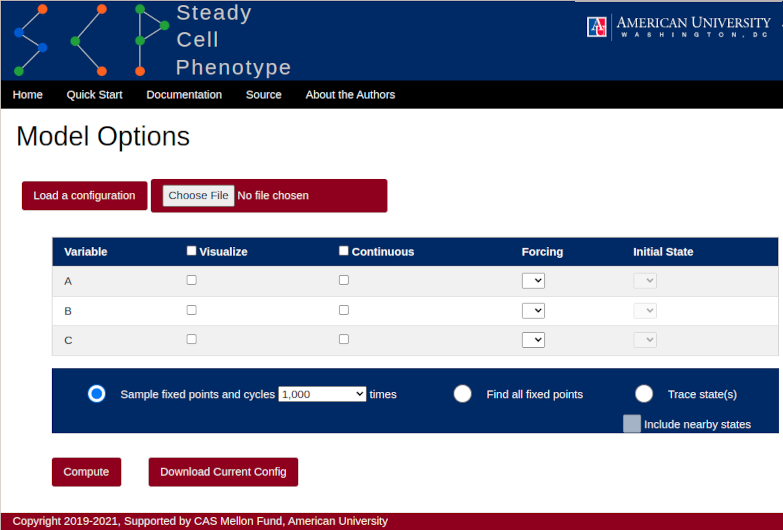 Steady
Cell
Phenotype
AMERICAN UNIVERSITY
WASHINGTON, DC
Home Quick Start Documentation Source About the Authors
Model Options
Load a configuration Choose File No file chosen
Variable Visualize Continuous Forcing Initial State
A
B
C
Sample fixed points and cycles 1,000 times Find all fixed points Trace state(s)
Include nearby states
Compute Download Current Config
Copyright 2019-2021, Supported by CAS Mellon Fund, American University